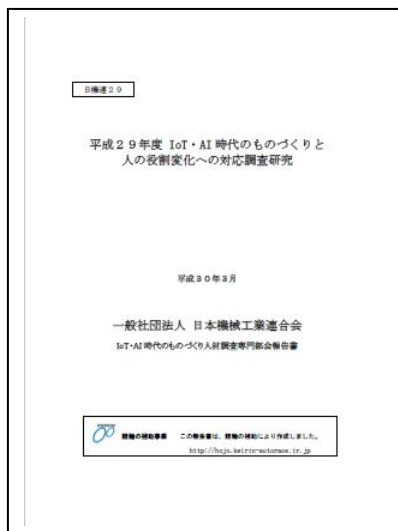 日機連29
平成29年度 IoT・AI時代のものづくりと
人の役割変化への対応調査研究
平成30年3月
一般社団法人 日本機械工業連合会
IoT・AI時代のものづくり人材調査専門部会報告書
競輪の補助事業 この報告書は、競輪の補助により作成しました。
http://hojo.keirin-autorace.or.jp